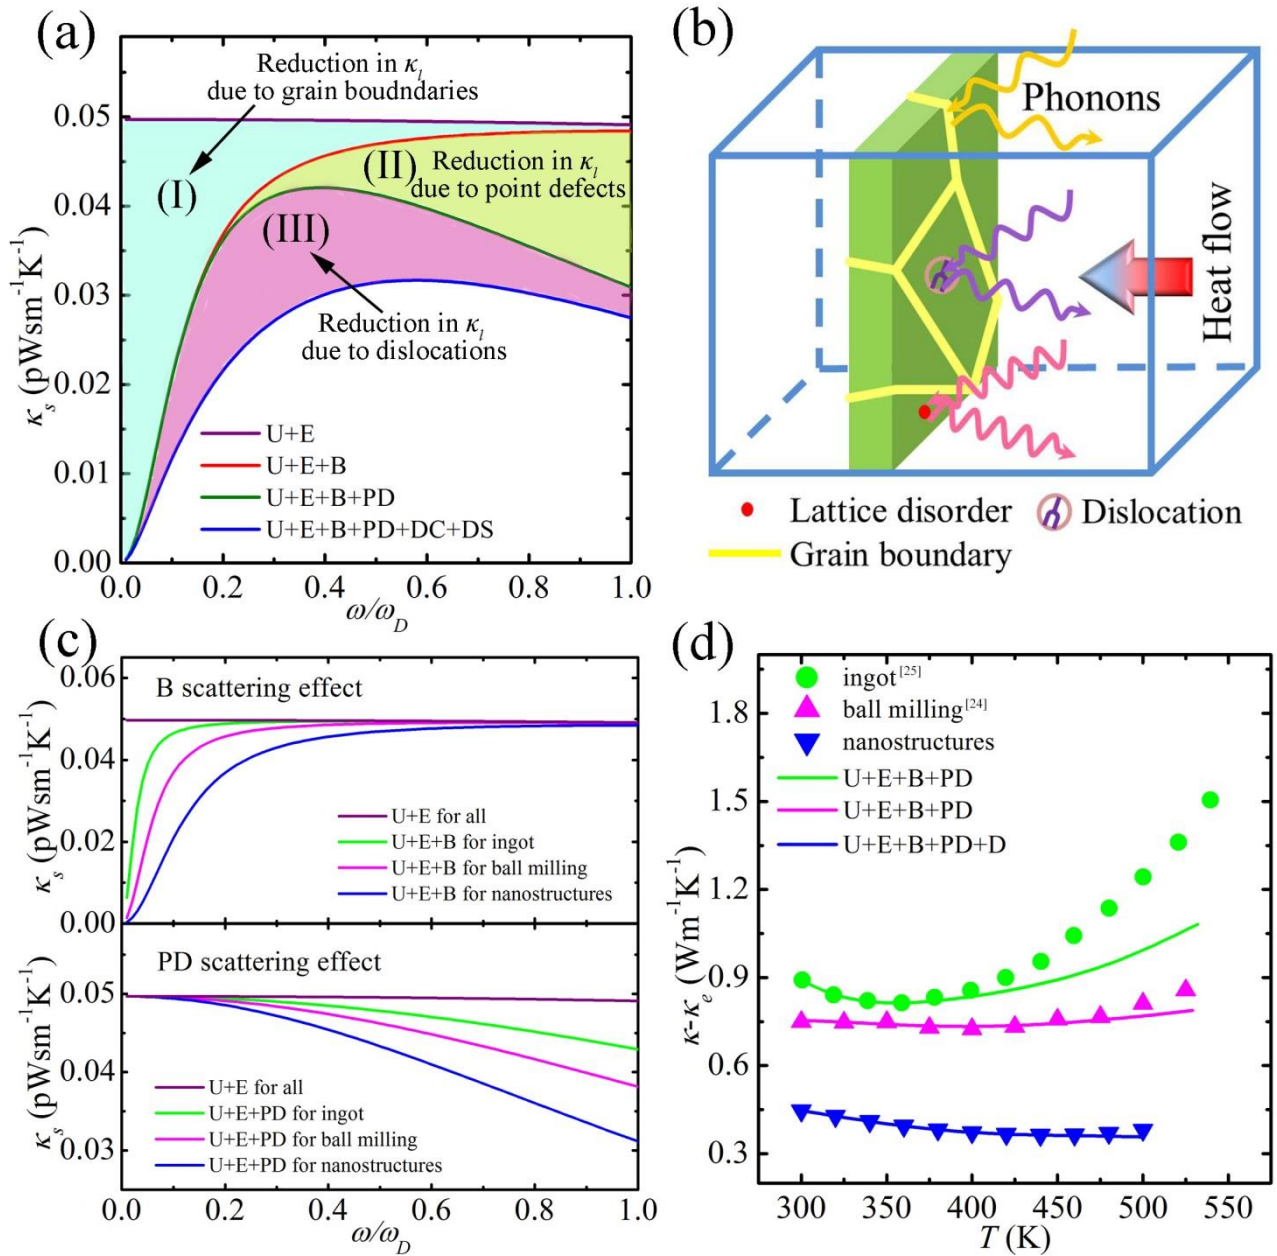 (a)
Reduction in κl
due to grain boudndaries
(I)
(II)
Reduction in κl
due to point defects
(III)
Reduction in κl
due to dislocations
U+E
U+E+B
U+E+B+PD
U+E+B+PD+DC+DS
0.05
0.04
0.03
0.02
0.01
0.00
κs (pWsm-1K-1)
0.0 0.2 0.4 0.6 0.8 1.0
ω/ωD
(b)
Phonons
Heat flow
Lattice disorder
Dislocation
Grain boundary
(c)
B scattering effect
0.06
0.04
0.02
0.00
κs (pWsm-1K-1)
U+E for all
U+E+B for ingot
U+E+B for ball milling
U+E+B for nanostructures
PD scattering effect
0.05
0.04
0.03
κs (pWsm-1K-1)
U+E for all
U+E+PD for ingot
U+E+PD for ball milling
U+E+PD for nanostructures
0.0 0.2 0.4 0.6 0.8 1.0
ω/ωD
(d)
ingot[25]
ball milling[24]
nanostructures
U+E+B+PD
U+E+B+PD
U+E+B+PD+D
1.8
1.5
1.2
0.9
0.6
0.3
κ-κe (Wm-1K-1)
300 350 400 450 500 550
T (K)